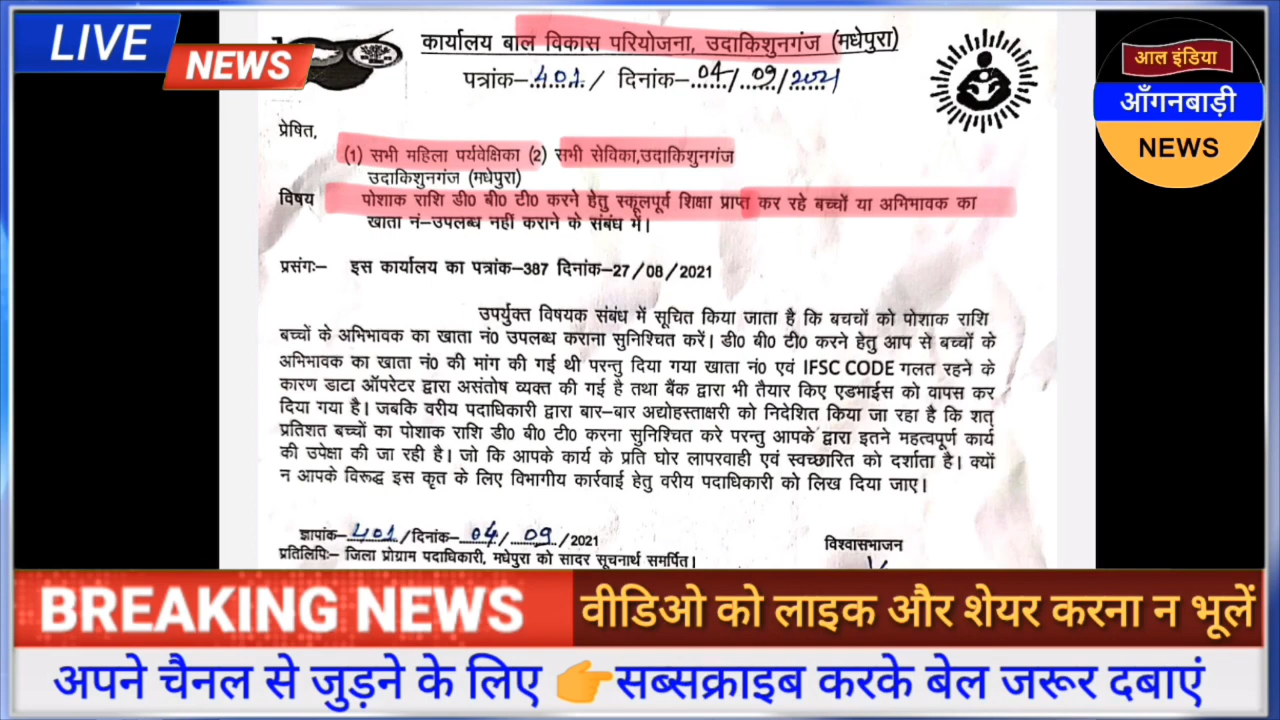 LIVE
NEWS
आल इंडिया
आँगनबाड़ी
NEWS
कार्यालय बाल विकास परियोजना, उदाकिशुनगंज (मधेपुरा)
पत्रांक-401/ दिनांक-04/09/2021
प्रेषित,
(1) सभी महिला पर्यवेक्षिका (2) सभी सेविका,उदाकिशुनगंज
उदाकिशुनगंज (मधेपुरा)
विषय पोशाक राशि डी0 बी0 टी0 करने हेतु स्कूलपूर्व शिक्षा प्राप्त कर रहे बच्चों या अभिभावक का
खाता नं-उपलब्ध नहीं कराने के संबंध में।
प्रसंगः- इस कार्यालय का पत्रांक-387 दिनांक-27/08/2021
उपर्युक्त विषयक संबंध में सूचित किया जाता है कि बचचों को पोशाक राशि
बच्चों के अभिभावक का खाता नं0 उपलब्ध कराना सुनिश्चित करें। डी0 बी0 टी0 करने हेतु आप से बच्चों के
अभिभावक का खाता नं0 की मांग की गई थी परन्तु दिया गया खाता नं0 एवं IFSC CODE गलत रहने के
कारण डाटा ऑपरेटर द्वारा असंतोष व्यक्त की गई है तथा बैंक द्वारा भी तैयार किए एडभाईस को वापस कर
दिया गया है। जबकि वरीय पदाधिकारी द्वारा बार-बार अद्योहस्ताक्षरी को निदेशित किया जा रहा है कि शत्
प्रतिशत बच्चों का पोशाक राशि डी0 बी0 टी0 करना सुनिश्चित करे परन्तु आपके द्वारा इतने महत्वपूर्ण कार्य
की उपेक्षा की जा रही है। जो कि आपके कार्य के प्रति घोर लापरवाही एवं स्वच्छारित को दर्शाता है। क्यों
न आपके विरूद्ध इस कृत के लिए विभागीय कार्रवाई हेतु वरीय पदाधिकारी को लिख दिया जाए।
ज्ञापांक-401/दिनांक-04/09/2021
विश्वासभाजन
प्रतिलिपिः- जिला प्रोग्राम पदाधिकारी, मधेपुरा को सादर सूचनार्थ समर्पित।
BREAKING NEWS
वीडिओ को लाइक और शेयर करना न भूलें
अपने चैनल से जुड़ने के लिए 👉सब्सक्राइब करके बेल जरूर दबाएं